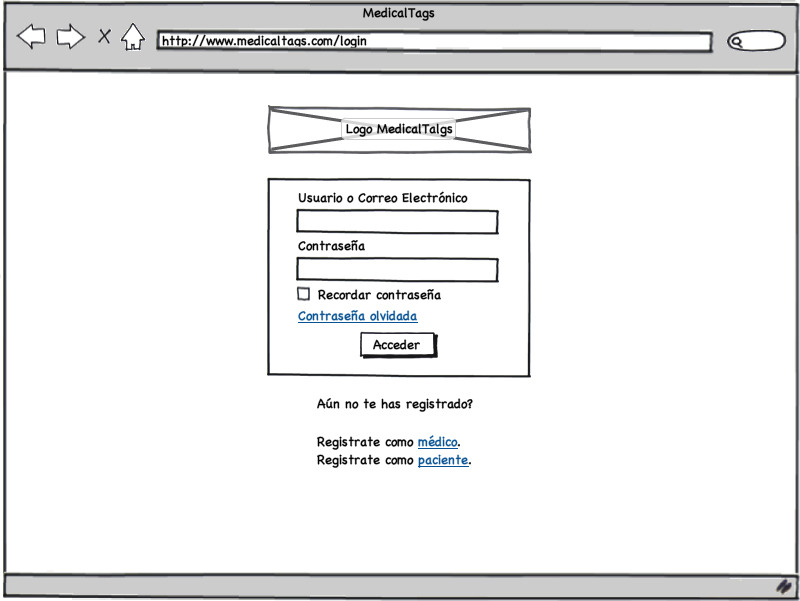 MedicalTags
http://www.medicaltags.com/login
Logo MedicalTalgs
Usuario o Correo Electrónico
Contraseña
Recordar contraseña
Contraseña olvidada
Acceder
Aún no te has registrado?
Registrate como médico.
Registrate como paciente.